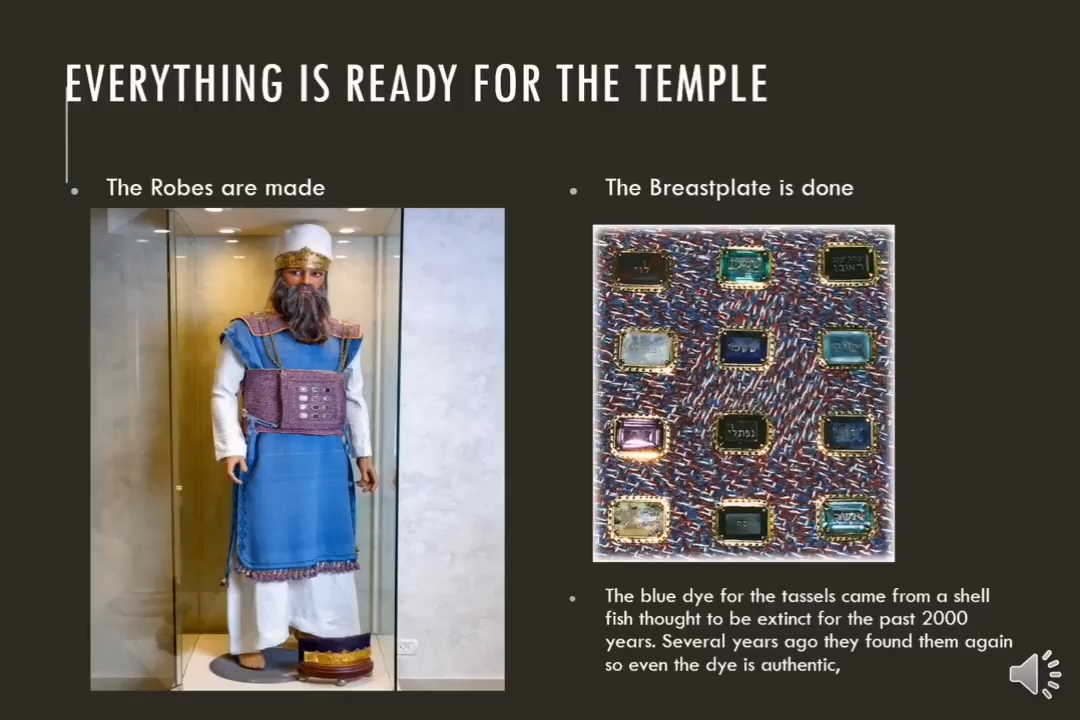 EVERYTHING IS READY FOR THE TEMPLE
The Robes are made
The Breastplate is done
לוי
נפתלי
The blue dye for the tassels came from a shell
fish thought to be extinct for the past 2000
years. Several years ago they found them again
so even the dye is authentic,